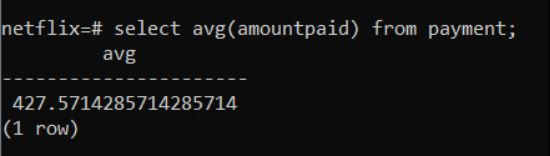 netflix=# select avg(amountpaid) from payment;
avg
----------------------
427.5714285714285714
(1 row)